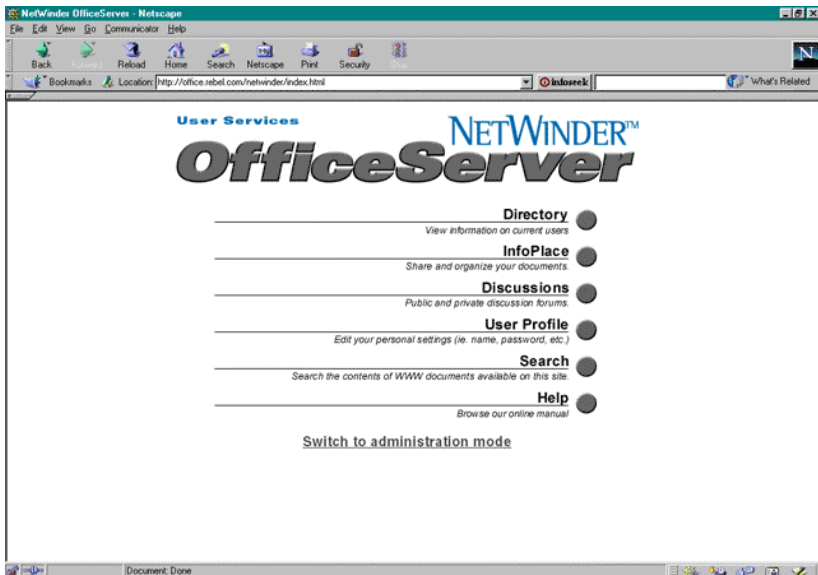 NetWinder OfficeServer - Netscape
File Edit View Go Communicator Help
Back Forward Reload Home Search Netscape Print Security Stop
Bookmarks Location: http://office.rebel.com/netwinder/index.html infoseek What's Related
User Services
NETWINDER™
OfficeServer
Directory
View information on current users
InfoPlace
Share and organize your documents.
Discussions
Public and private discussion forums.
User Profile
Edit your personal settings (ie. name, password, etc.)
Search
Search the contents of WWW documents available on this site.
Help
Browse our online manual
Switch to administration mode
Document: Done